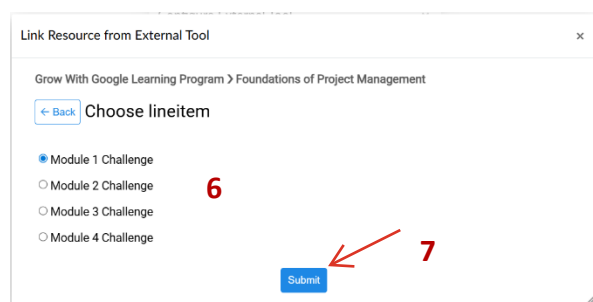 Link Resource from External Tool ×
Grow With Google Learning Program > Foundations of Project Management
← Back Choose lineitem
Module 1 Challenge
Module 2 Challenge
6
Module 3 Challenge
Module 4 Challenge
7
Submit